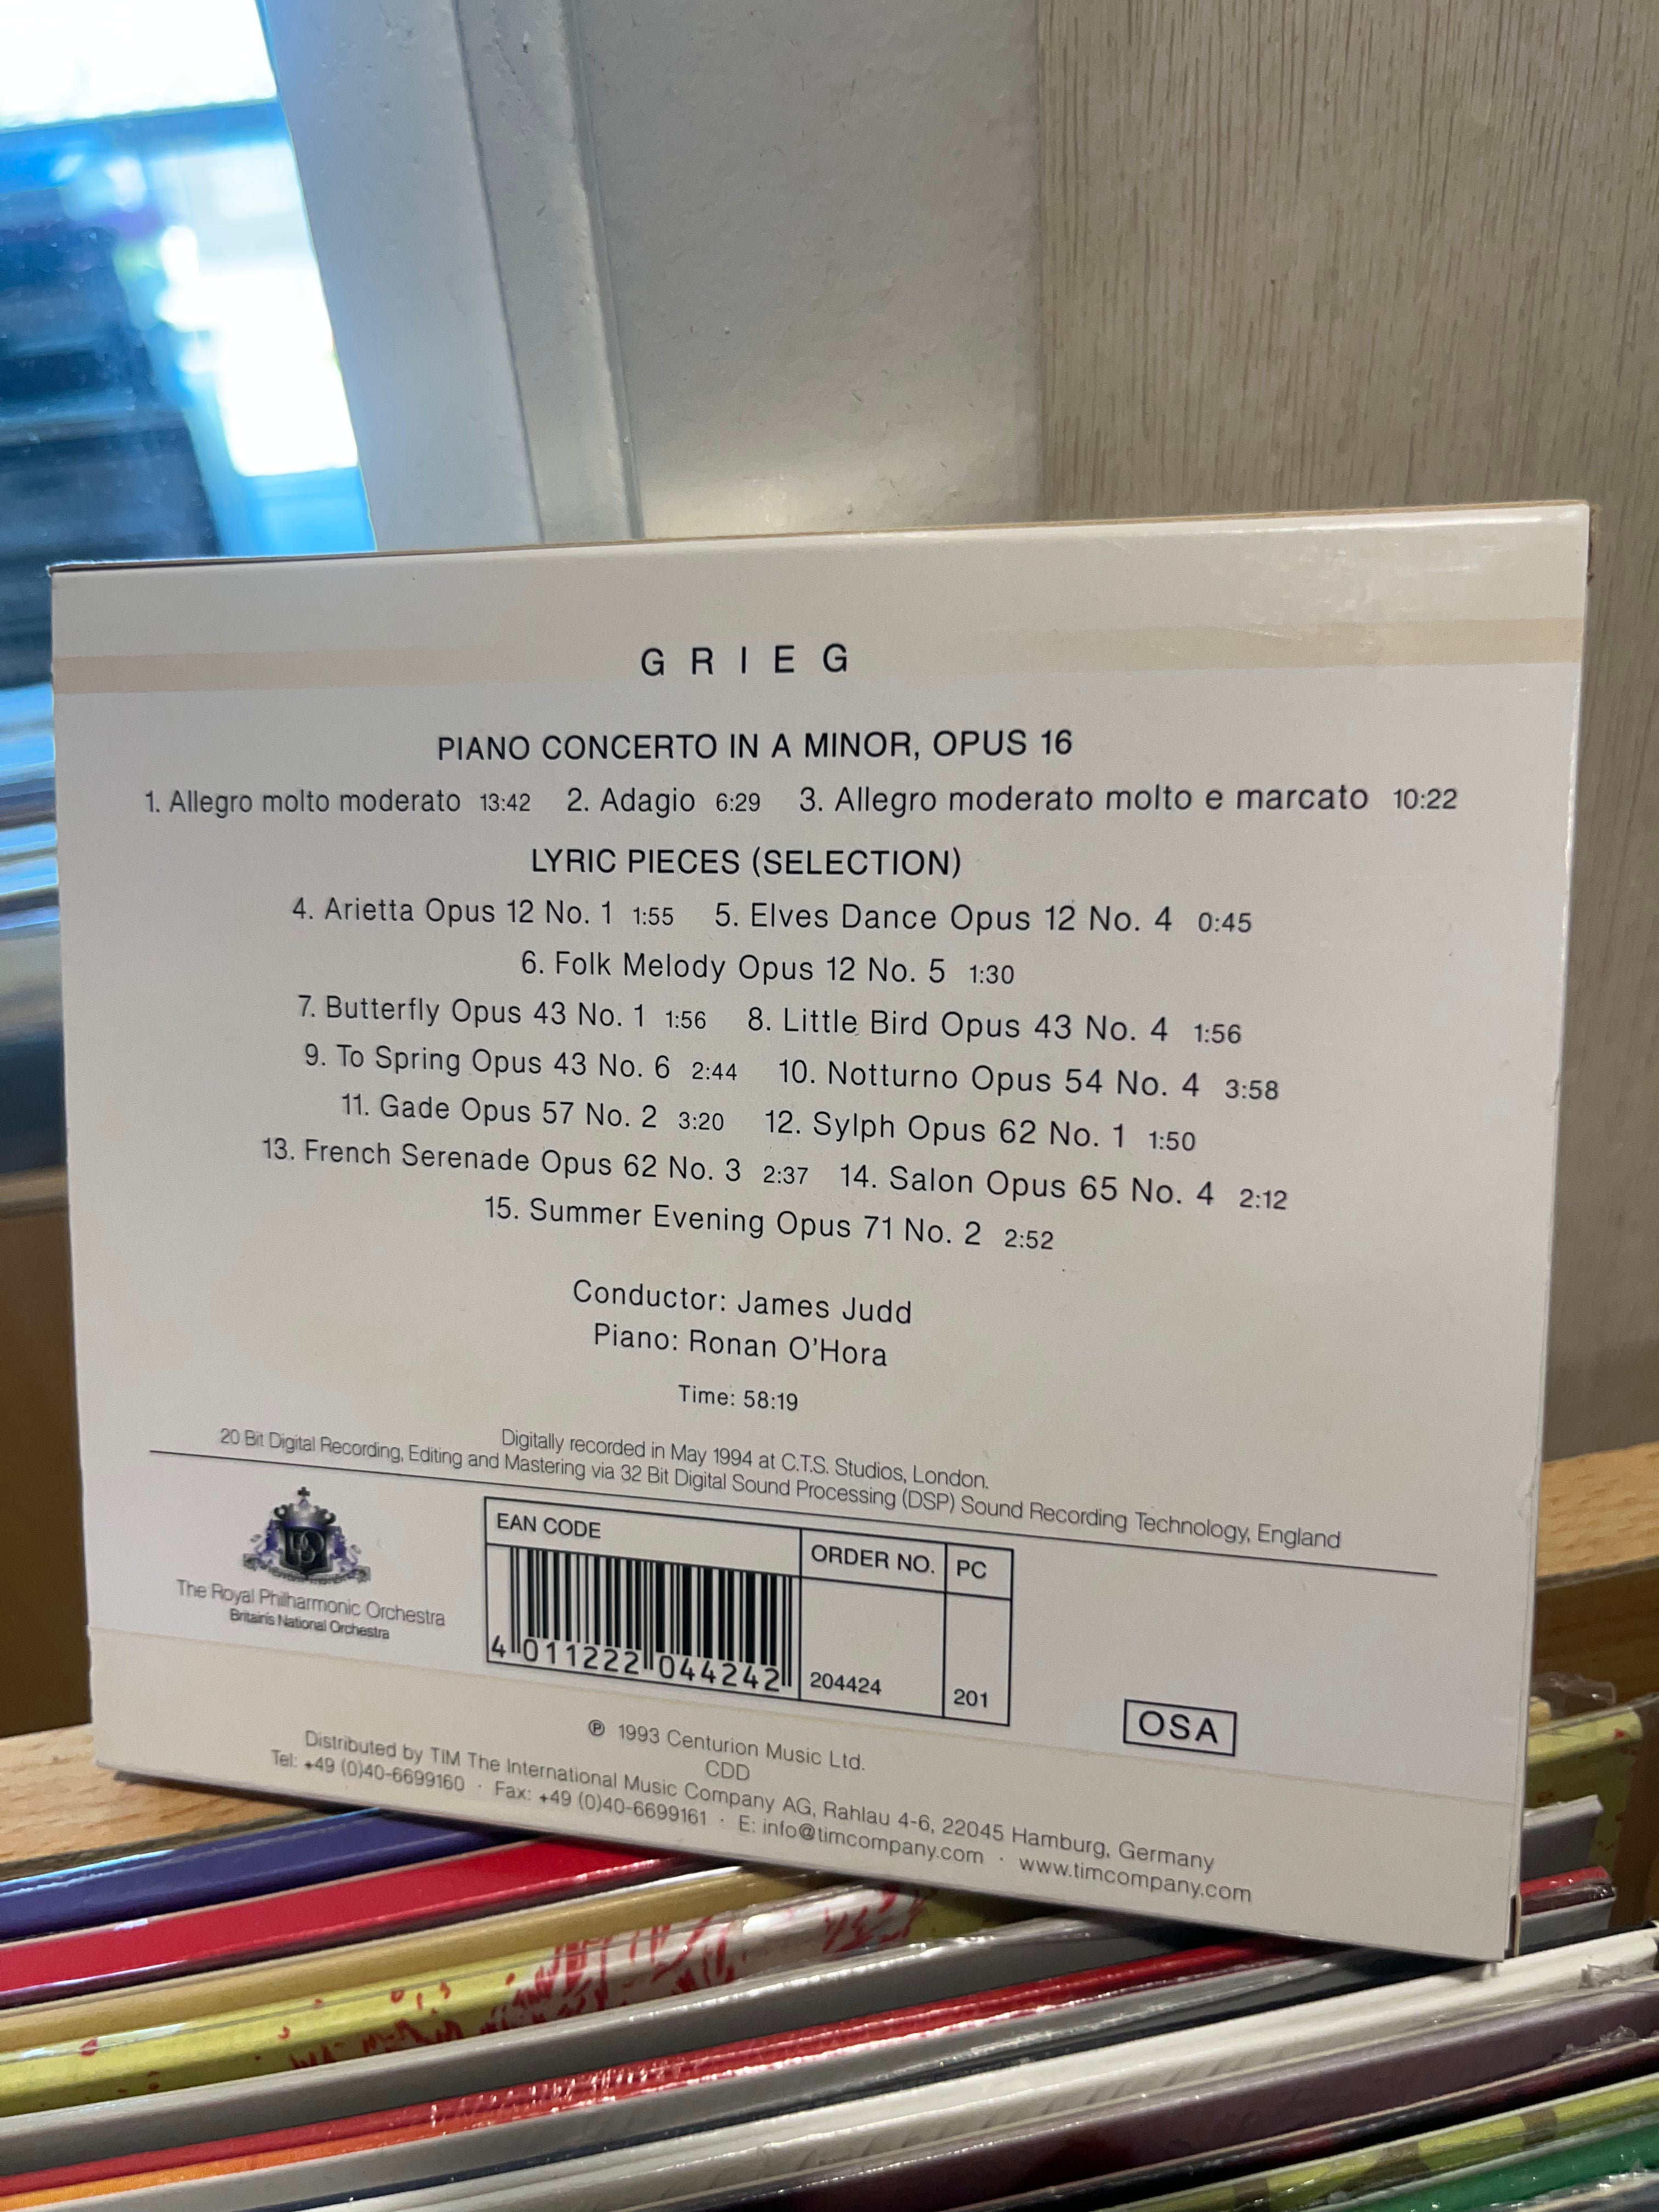 GRIEG
PIANO CONCERTO IN A MINOR, OPUS 16
1. Allegro molto moderato 13:42 2. Adagio 6:29 3. Allegro moderato molto e marcato 10:22
LYRIC PIECES (SELECTION)
4. Arietta Opus 12 No. 1 1:55 5. Elves Dance Opus 12 No. 4 0:45
6. Folk Melody Opus 12 No. 5 1:30
7. Butterfly Opus 43 No. 1 1:56 8. Little Bird Opus 43 No. 4 1:56
9. To Spring Opus 43 No. 6 2:44 10. Notturno Opus 54 No. 4 3:58
11. Gade Opus 57 No. 2 3:20 12. Sylph Opus 62 No. 1 1:50
13. French Serenade Opus 62 No. 3 2:37 14. Salon Opus 65 No. 4 2:12
15. Summer Evening Opus 71 No. 2 2:52
Conductor: James Judd
Piano: Ronan O'Hora
Time: 58:19
Digitally recorded in May 1994 at C.T.S. Studios, London.
20 Bit Digital Recording, Editing and Mastering via 32 Bit Digital Sound Processing (DSP) Sound Recording Technology, England
The Royal Philharmonic Orchestra
Britain's National Orchestra
EAN CODE ORDER NO. PC
4 011222 044242 204424 201
OSA
℗ 1993 Centurion Music Ltd.
CDD
Distributed by TIM The International Music Company AG, Rahlau 4-6, 22045 Hamburg, Germany
Tel: +49 (0)40-6699160 · Fax: +49 (0)40-6699161 · E: info@timcompany.com · www.timcompany.com